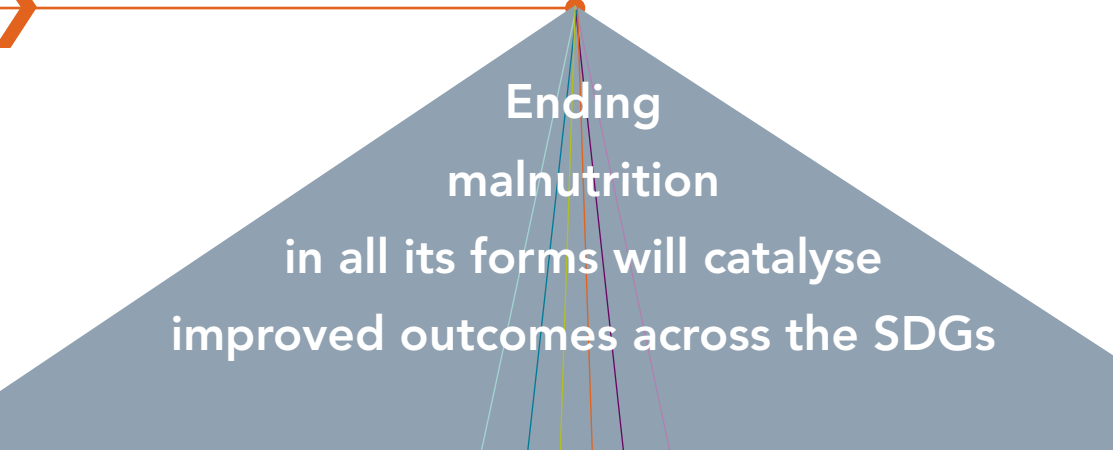 Ending
malnutrition
in all its forms will catalyse
improved outcomes across the SDGs